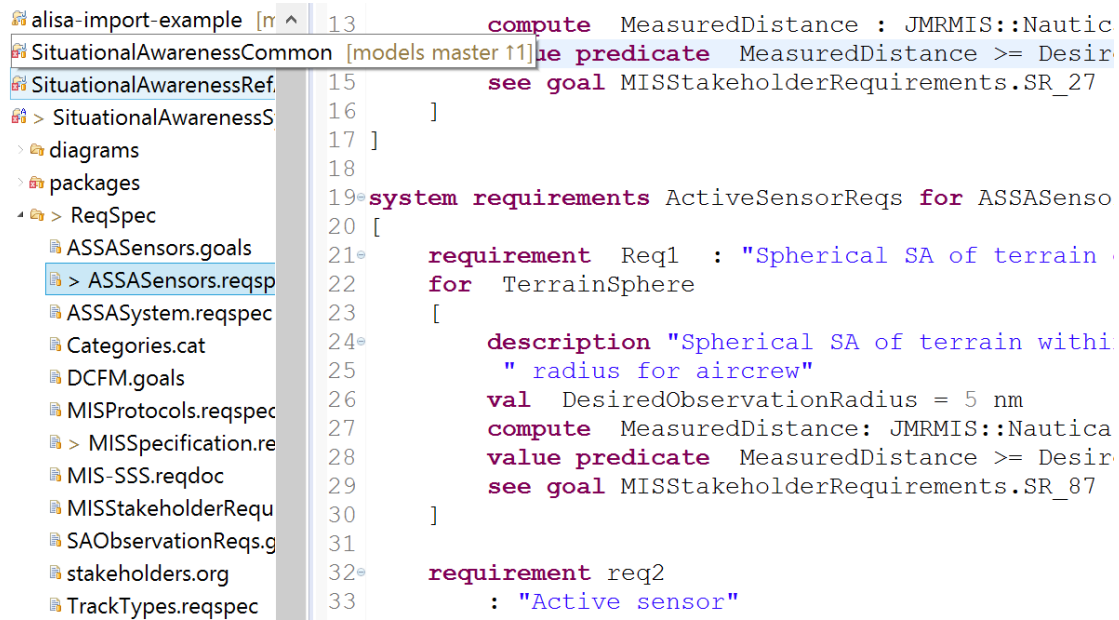 alisa-import-example [m
SituationalAwarenessCommon [models master ↑1]
SituationalAwarenessRef
> SituationalAwarenessS
diagrams
packages
> ReqSpec
ASSASensors.goals
> ASSASensors.reqsp
ASSASystem.reqspec
Categories.cat
DCFM.goals
MISProtocols.reqspec
> MISSpecification.re
MIS-SSS.reqdoc
MISStakeholderRequ
SAObservationReqs.g
stakeholders.org
TrackTypes.reqspec
13 compute MeasuredDistance : JMRMIS::Nautica
ue predicate MeasuredDistance >= Desir
15 see goal MISStakeholderRequirements.SR_27
16 ]
17 ]
18
19 system requirements ActiveSensorReqs for ASSASenso
20 [
21 requirement Req1 : "Spherical SA of terrain
22 for TerrainSphere
23 [
24 description "Spherical SA of terrain withi
25 " radius for aircrew"
26 val DesiredObservationRadius = 5 nm
27 compute MeasuredDistance: JMRMIS::Nautica
28 value predicate MeasuredDistance >= Desir
29 see goal MISStakeholderRequirements.SR_87
30 ]
31
32 requirement req2
33 : "Active sensor"